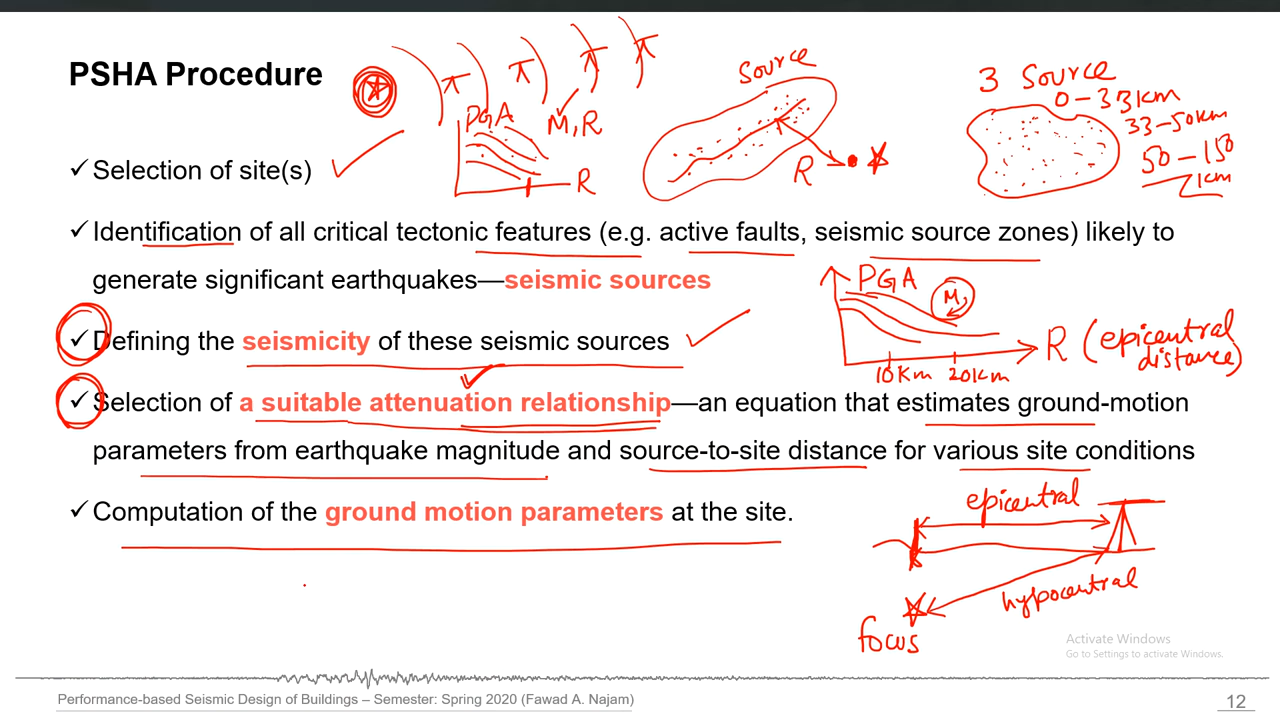 PSHA Procedure
PGA
M, R
R
Source
R
3 Source
0-33km
33-50km
50-150
km
✓ Selection of site(s)
✓ Identification of all critical tectonic features (e.g. active faults, seismic source zones) likely to
generate significant earthquakes—seismic sources
PGA
M,
R (epicentral
distance)
10Km 20Km
✓ Defining the seismicity of these seismic sources
✓ Selection of a suitable attenuation relationship—an equation that estimates ground-motion
parameters from earthquake magnitude and source-to-site distance for various site conditions
✓ Computation of the ground motion parameters at the site.
epicentral
hypocentral
focus
Activate Windows
Go to Settings to activate Windows.
Performance-based Seismic Design of Buildings – Semester: Spring 2020 (Fawad A. Najam)
12